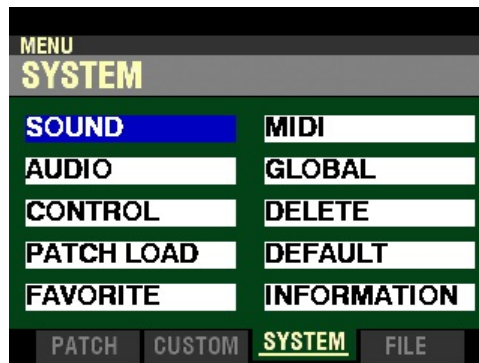 MENU
SYSTEM
SOUND
MIDI
AUDIO
GLOBAL
CONTROL
DELETE
PATCH LOAD
DEFAULT
FAVORITE
INFORMATION
PATCH CUSTOM SYSTEM FILE